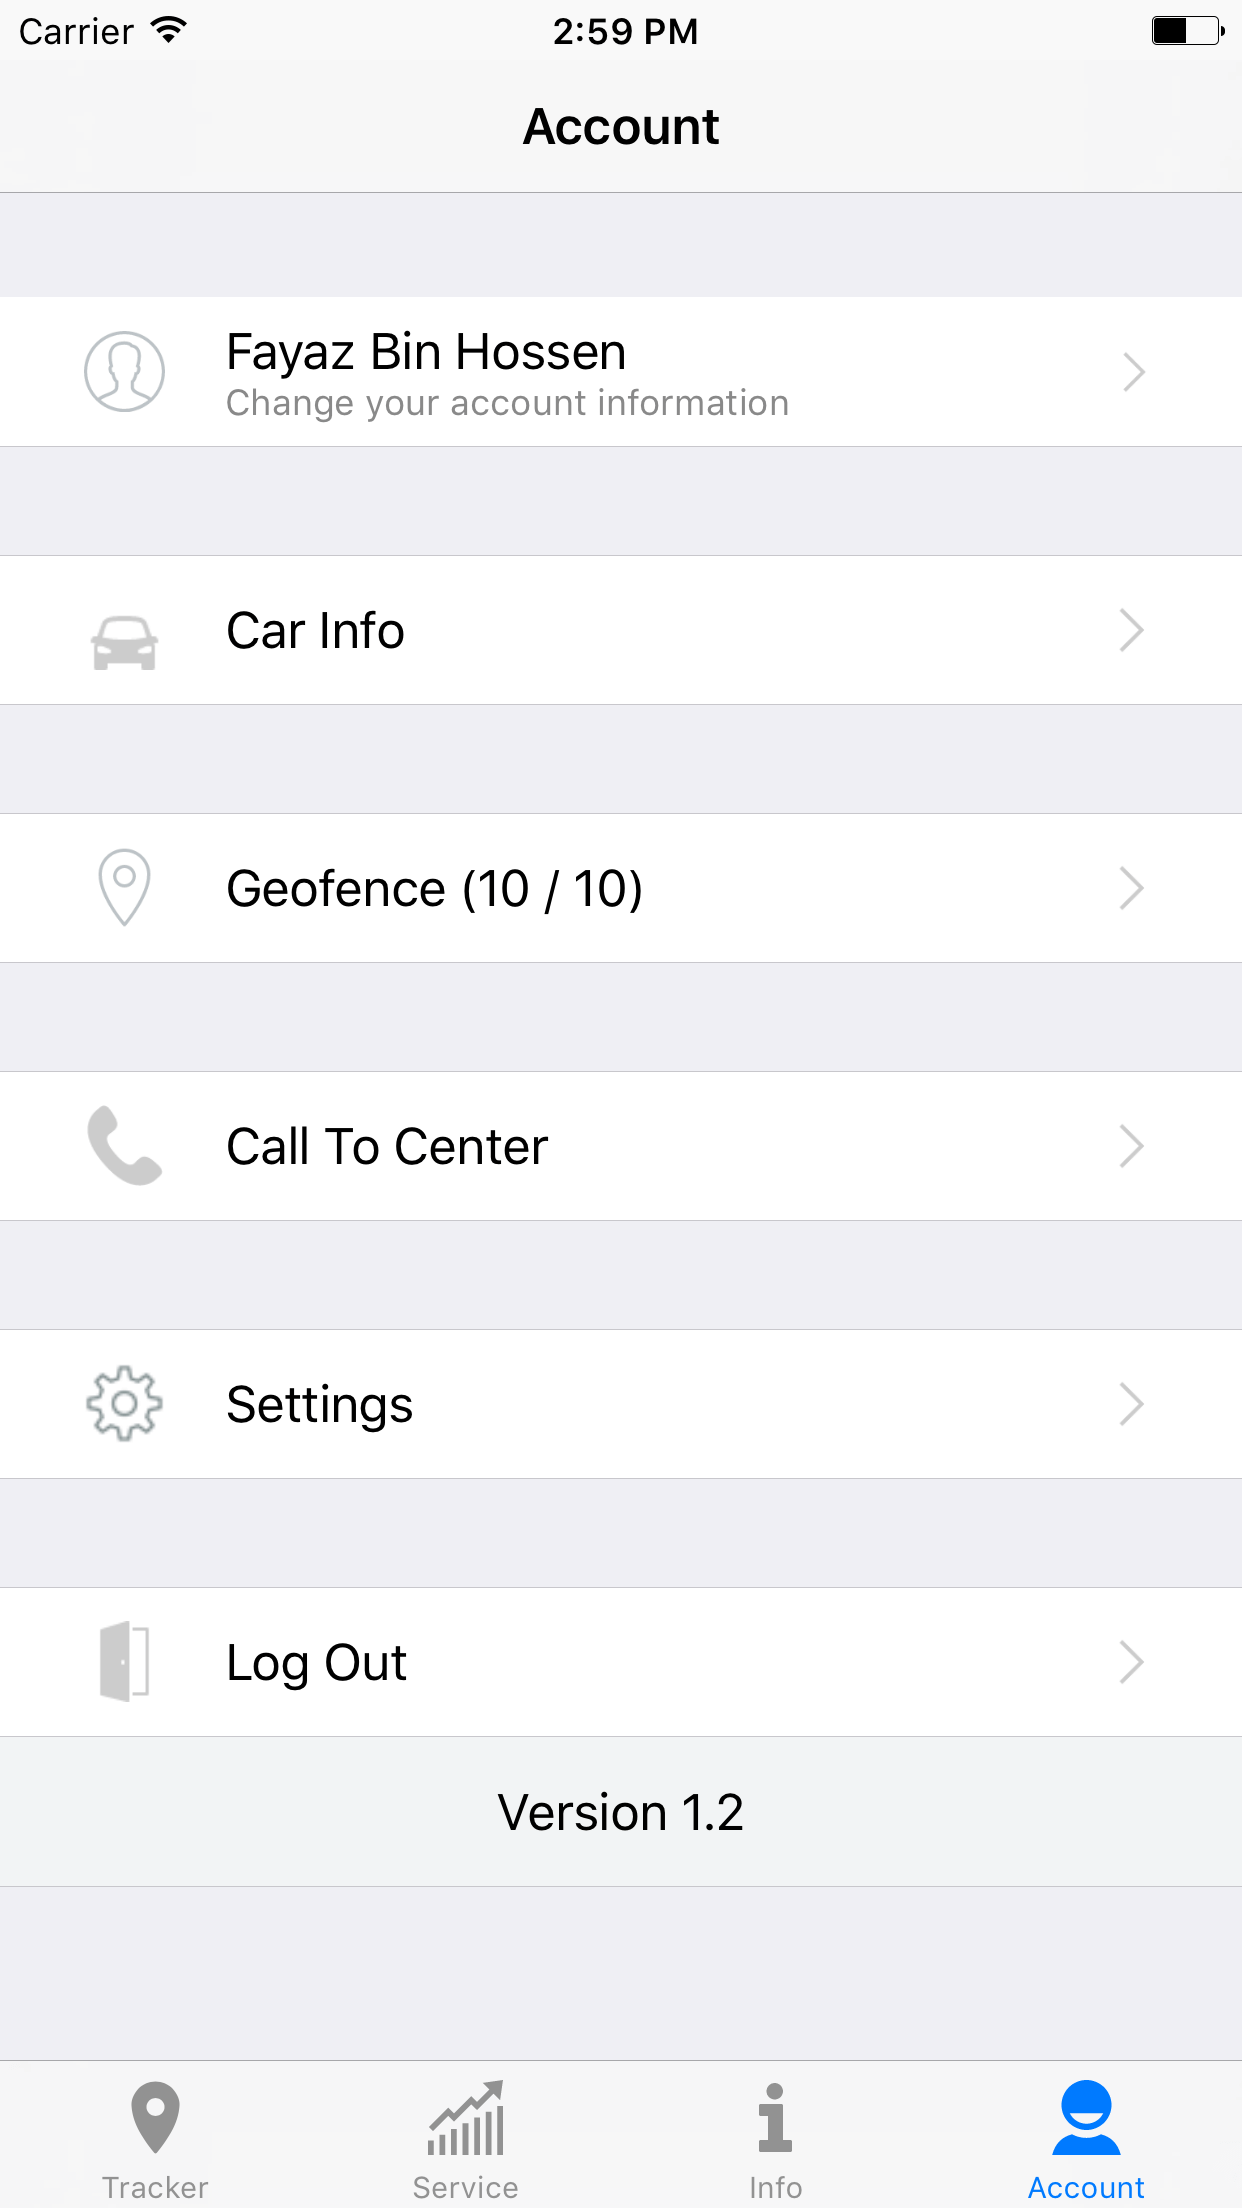 Carrier 2:59 PM
Account
Fayaz Bin Hossen
Change your account information
Car Info
Geofence (10 / 10)
Call To Center
Settings
Log Out
Version 1.2
Tracker Service Info Account